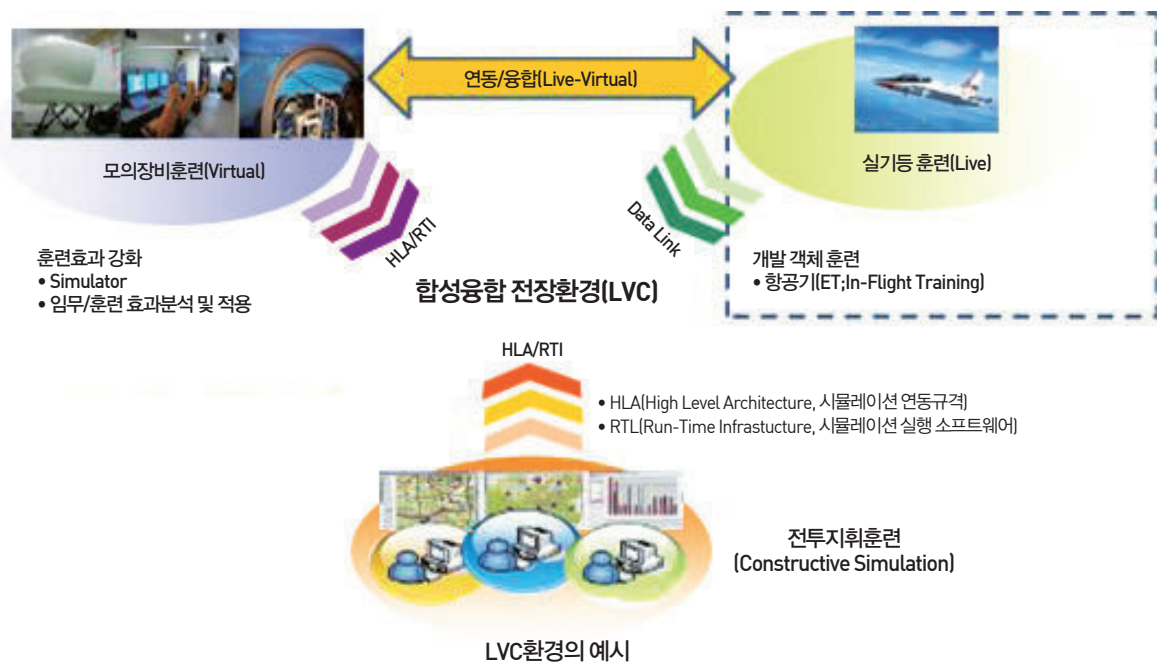 연동/융합(Live-Virtual)
모의장비훈련(Virtual)
실기등 훈련(Live)
HLA/RTI
Data Link
훈련효과 강화
• Simulator
• 임무/훈련 효과분석 및 적용
개발 객체 훈련
• 항공기(ET;In-Flight Training)
합성융합 전장환경(LVC)
HLA/RTI
• HLA(High Level Architecture, 시뮬레이션 연동규격)
• RTL(Run-Time Infrastucture, 시뮬레이션 실행 소프트웨어)
전투지휘훈련
(Constructive Simulation)
LVC환경의 예시